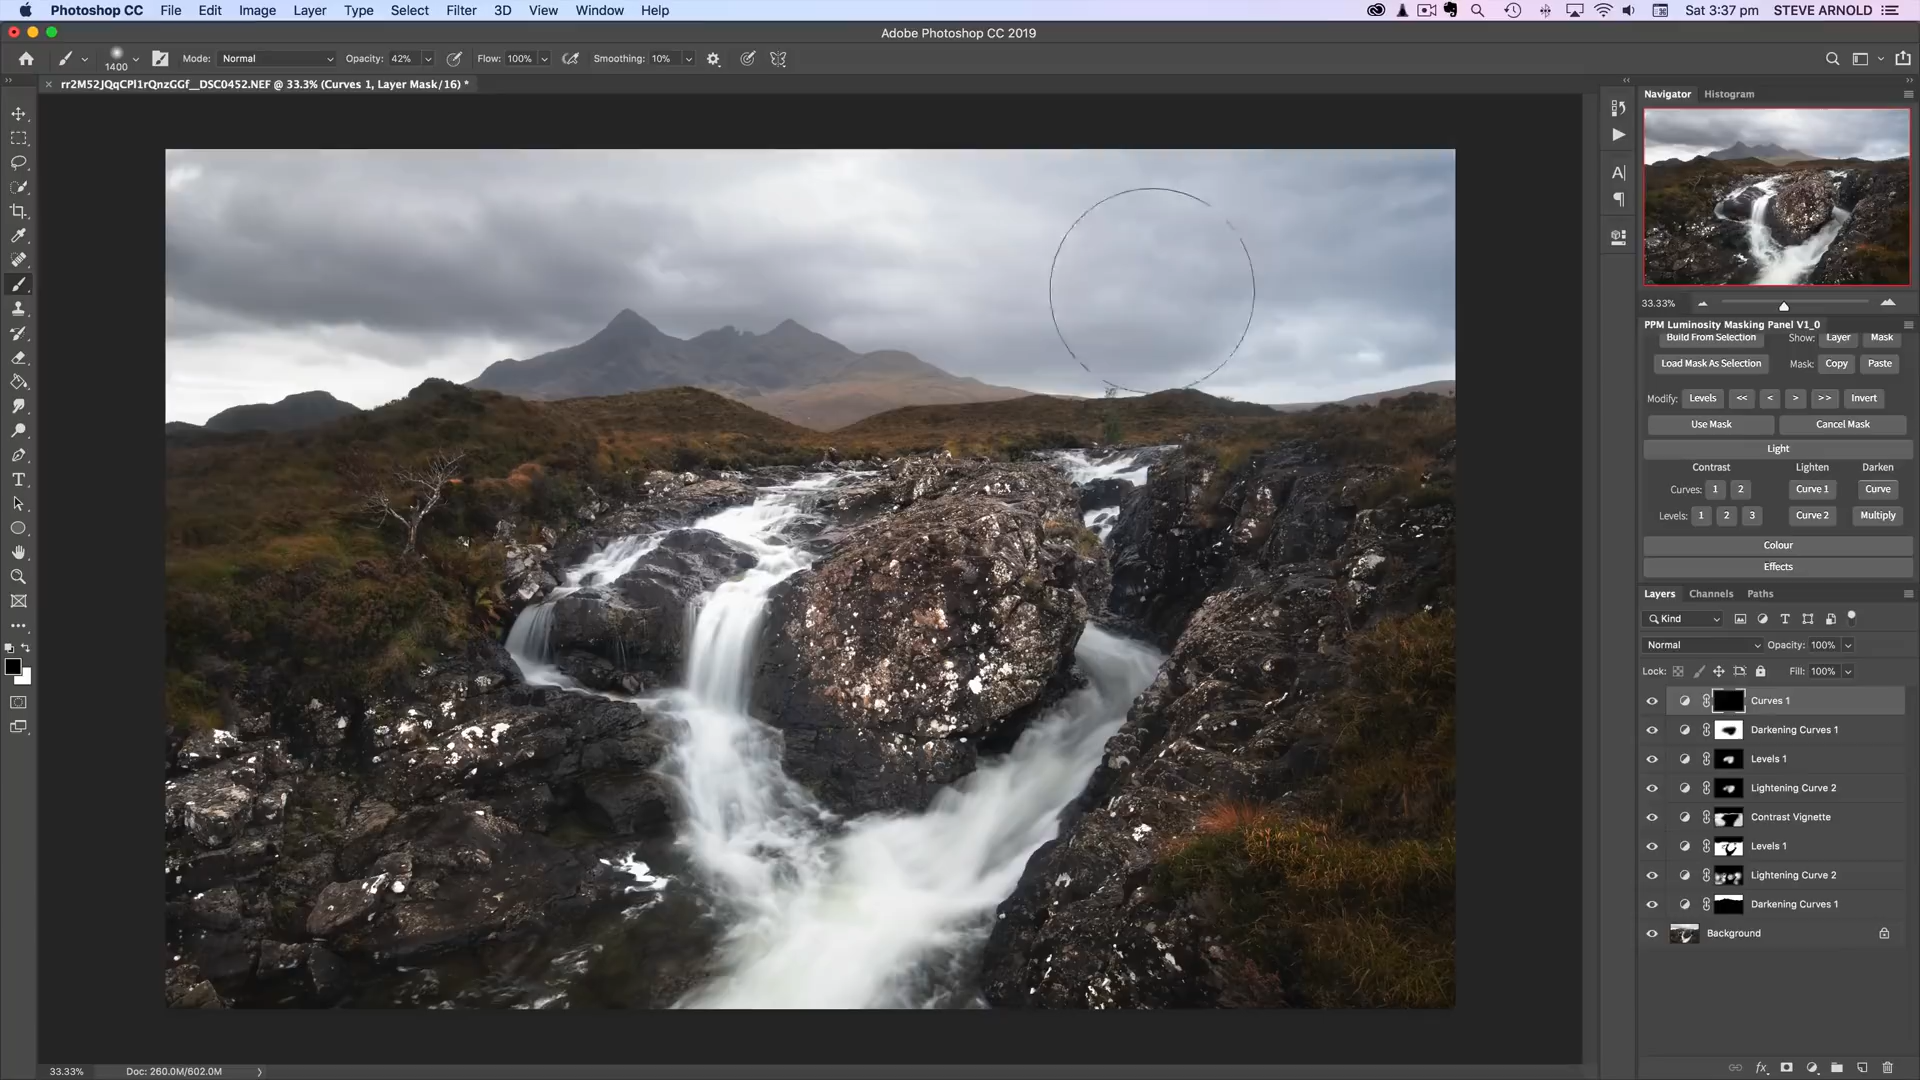 Photoshop CC File Edit Image Layer Type Select Filter 3D View Window Help Sat 3:37 pm STEVE ARNOLD
Adobe Photoshop CC 2019
1400 Mode: Normal Opacity: 42% Flow: 100% Smoothing: 10%
× rr2M52JQqCPl1rQnzGGf__DSC0452.NEF @ 33.3% (Curves 1, Layer Mask/16) *
Navigator Histogram
33.33%
PPM Luminosity Masking Panel V1_0
Build From Selection Show: Layer Mask
Load Mask As Selection Mask: Copy Paste
Modify: Levels << < > >> Invert
Use Mask Cancel Mask
Light
Contrast Lighten Darken
Curves: 1 2 Curve 1 Curve
Levels: 1 2 3 Curve 2 Multiply
Colour
Effects
Layers Channels Paths
Kind
Normal Opacity: 100%
Lock: Fill: 100%
Curves 1
Darkening Curves 1
Levels 1
Lightening Curve 2
Contrast Vignette
Levels 1
Lightening Curve 2
Darkening Curves 1
Background
33.33% Doc: 260.0M/602.0M